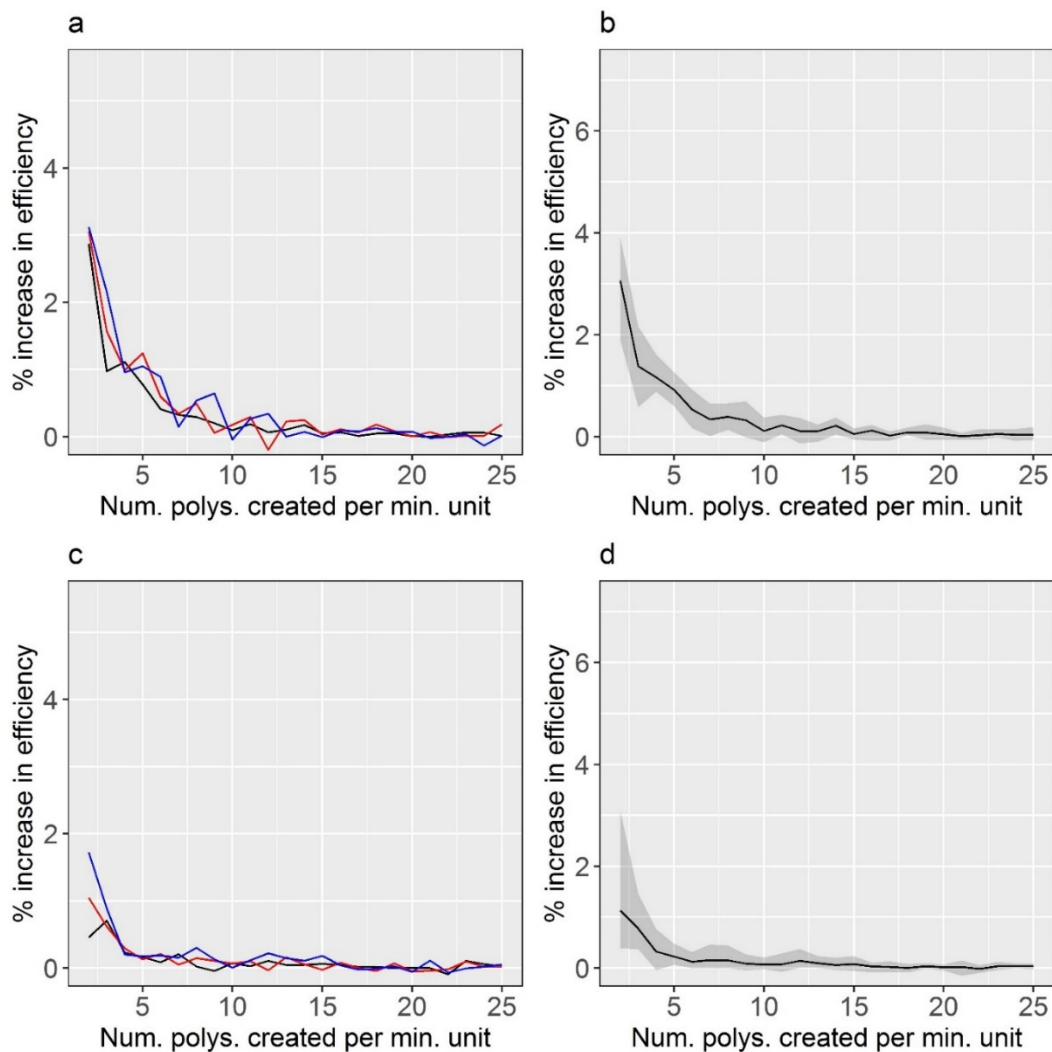 a
% increase in efficiency
4
2
0
5
10
15
20
25
Num. polys. created per min. unit
b
% increase in efficiency
6
4
2
0
5
10
15
20
25
Num. polys. created per min. unit
c
% increase in efficiency
4
2
0
5
10
15
20
25
Num. polys. created per min. unit
d
% increase in efficiency
6
4
2
0
5
10
15
20
25
Num. polys. created per min. unit